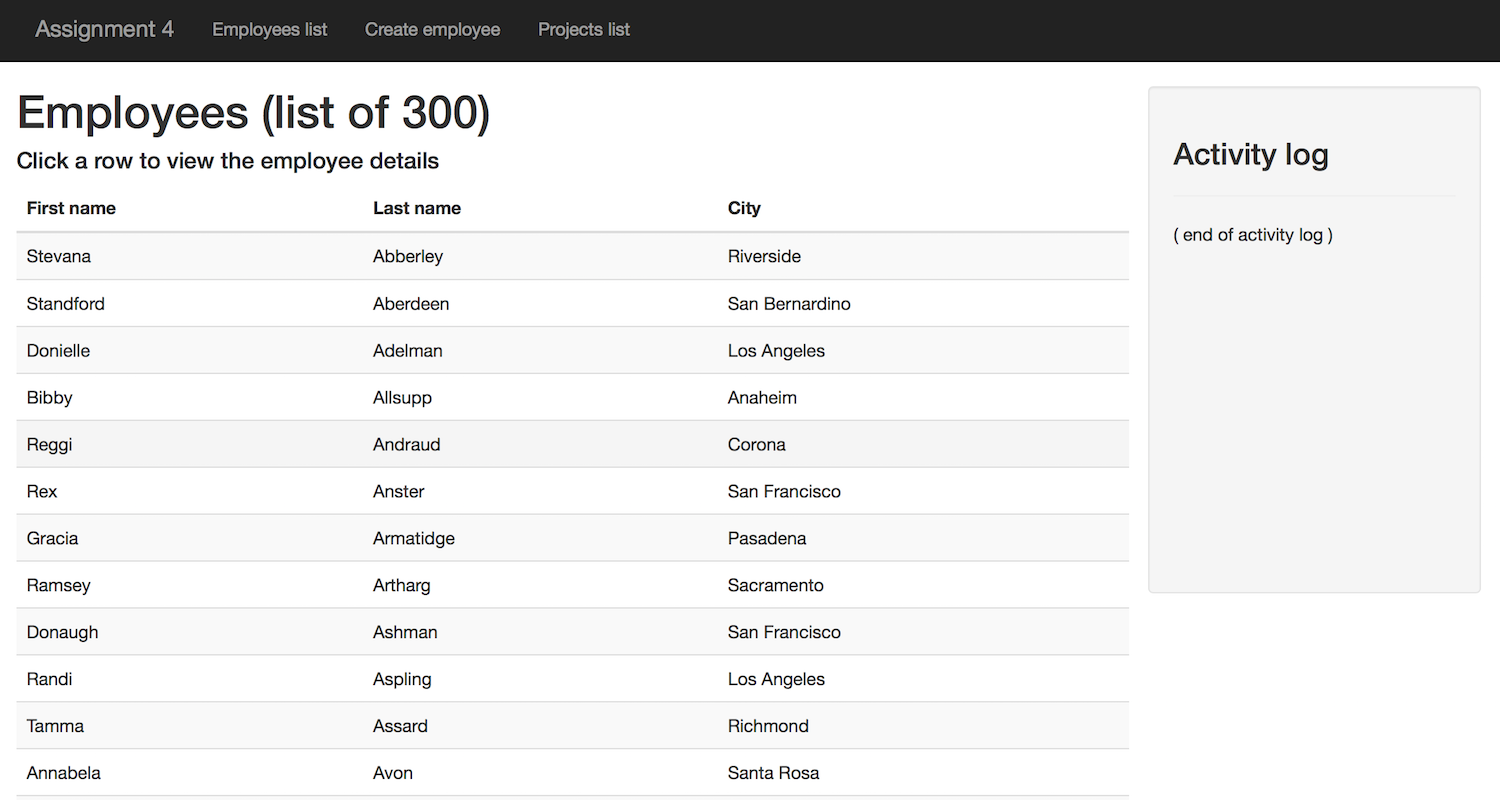 Assignment 4 Employees list Create employee Projects list
Employees (list of 300)
Click a row to view the employee details
First name Last name City
Stevana Abberley Riverside
Standford Aberdeen San Bernardino
Donielle Adelman Los Angeles
Bibby Allsupp Anaheim
Reggi Andraud Corona
Rex Anster San Francisco
Gracia Armatidge Pasadena
Ramsey Artharg Sacramento
Donaugh Ashman San Francisco
Randi Aspling Los Angeles
Tamma Assard Richmond
Annabela Avon Santa Rosa
Activity log
( end of activity log )